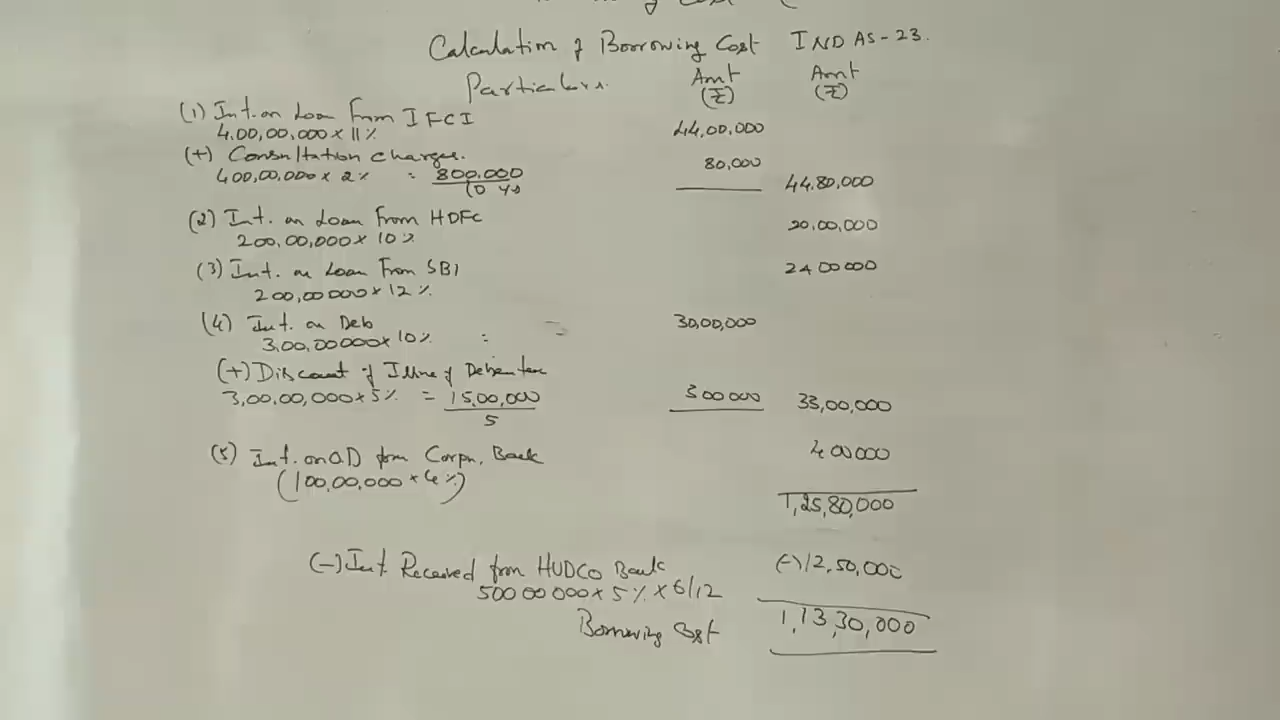 Calculation of Borrowing Cost IND AS-23.
Particulars. Amt (₹) Amt (₹)
(1) Int. on Loan From IFCI
4,00,00,000 x 11% 44,00,000
(+) Consultation charges. 80,000
400,00,000 x 2% = 800,000 / 10 yrs 44,80,000
(2) Int. on Loan From HDFC 20,00,000
200,00,000 x 10%
(3) Int. on Loan From SBI 2400000
200,00000 x 12%
(4) Int. on Deb 30,00,000
3,00,00000 x 10% =
(+) Discount of Issue of Debenture
3,00,00,000 x 5% = 15,00,000 / 5 300000 33,00,000
(5) Int. on OD from Corpn. Bank 400000
(100,00,000 x 4%)
1,25,80,000
(-) Int. Received from HUDCO Bank (-) 12,50,000
500 00 000 x 5% x 6/12
Borrowing Cost 1,13,30,000